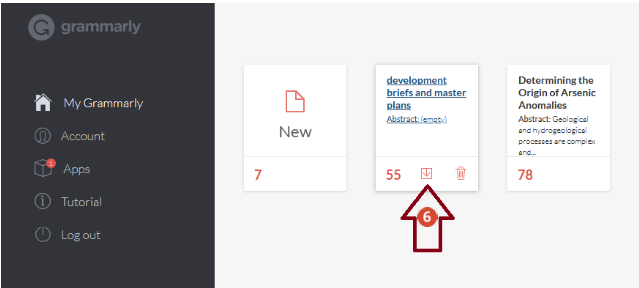 grammarly
My Grammarly
Account
1
Apps
Tutorial
Log out
New
7
development
briefs and master
plans
Abstract: (empty)
55
6
Determining the
Origin of Arsenic
Anomalies
Abstract: Geological
and hydrogeological
processes are complex
and...
78